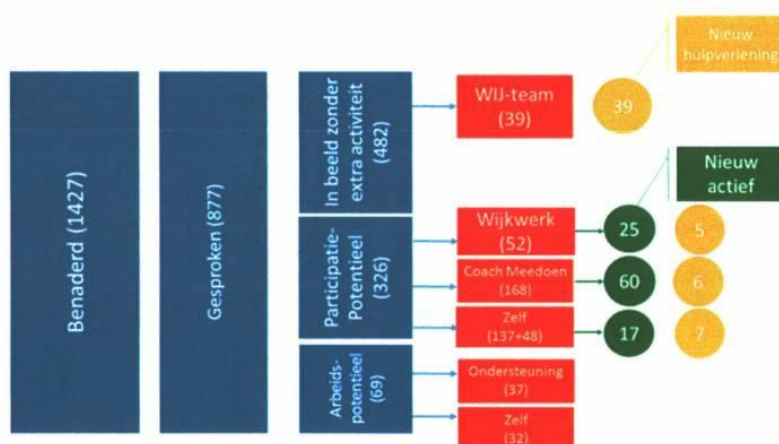 Benaderd (1427)
Gesproken (877)
In beeld zonder
extra activiteit
(482)
Participatie-
Potentieel
(326)
Arbeids-
potentieel
(69)
WIJ-team
(39)
Wijkwerk
(52)
Coach Meedoen
(168)
Zelf
(137+48)
Ondersteuning
(37)
Zelf
(32)
Nieuw
hulpverlening
39
Nieuw
actief
25
5
60
6
17
7